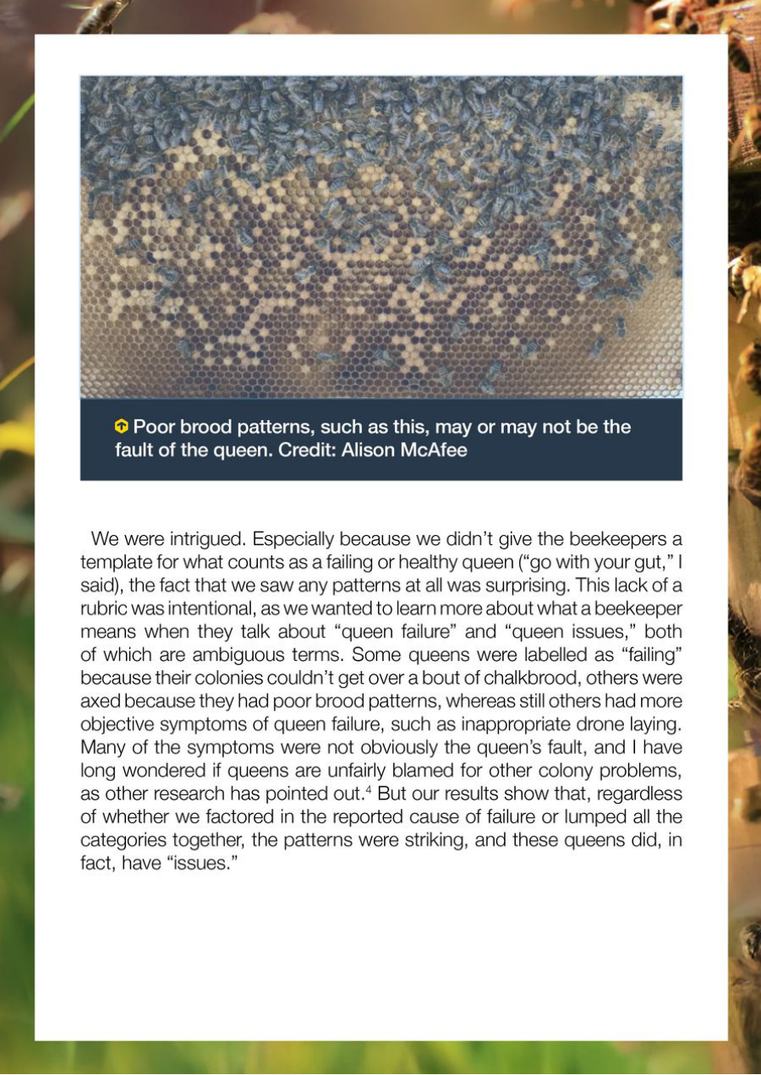 Poor brood patterns, such as this, may or may not be the
fault of the queen. Credit: Alison McAfee
We were intrigued. Especially because we didn’t give the beekeepers a
template for what counts as a failing or healthy queen (“go with your gut,” I
said), the fact that we saw any patterns at all was surprising. This lack of a
rubric was intentional, as we wanted to learn more about what a beekeeper
means when they talk about “queen failure” and “queen issues,” both
of which are ambiguous terms. Some queens were labelled as “failing”
because their colonies couldn’t get over a bout of chalkbrood, others were
axed because they had poor brood patterns, whereas still others had more
objective symptoms of queen failure, such as inappropriate drone laying.
Many of the symptoms were not obviously the queen’s fault, and I have
long wondered if queens are unfairly blamed for other colony problems,
as other research has pointed out.⁴ But our results show that, regardless
of whether we factored in the reported cause of failure or lumped all the
categories together, the patterns were striking, and these queens did, in
fact, have “issues.”